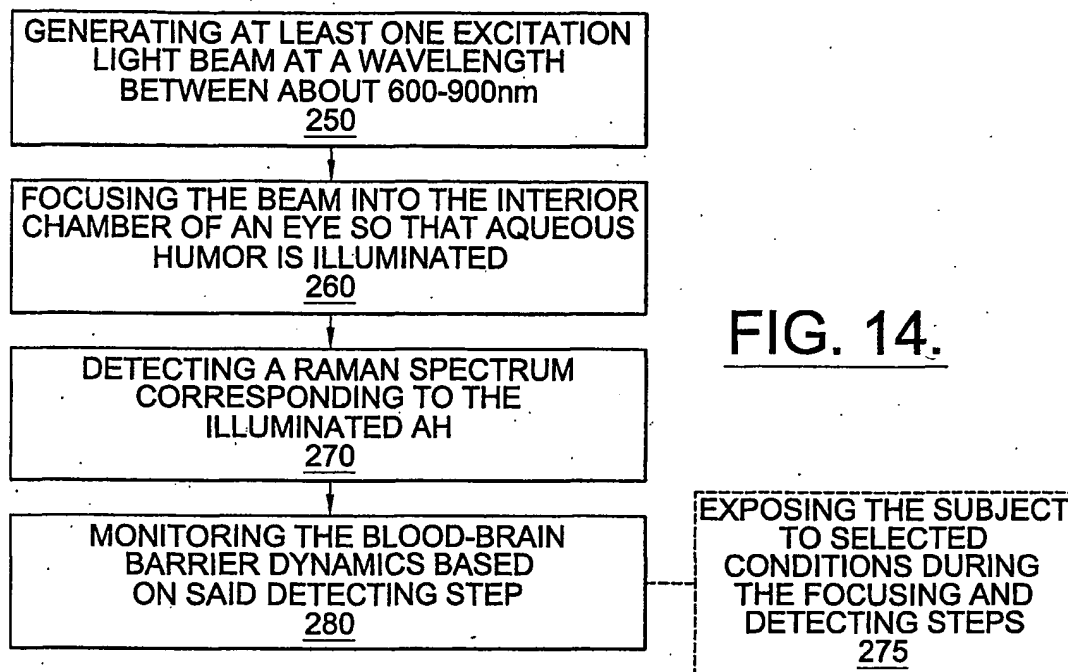 GENERATING AT LEAST ONE EXCITATION
LIGHT BEAM AT A WAVELENGTH
BETWEEN ABOUT 600-900nm
250
FOCUSING THE BEAM INTO THE INTERIOR
CHAMBER OF AN EYE SO THAT AQUEOUS
HUMOR IS ILLUMINATED
260
DETECTING A RAMAN SPECTRUM
CORRESPONDING TO THE
ILLUMINATED AH
270
MONITORING THE BLOOD-BRAIN
BARRIER DYNAMICS BASED
ON SAID DETECTING STEP
280
EXPOSING THE SUBJECT
TO SELECTED
CONDITIONS DURING
THE FOCUSING AND
DETECTING STEPS
275
FIG. 14.